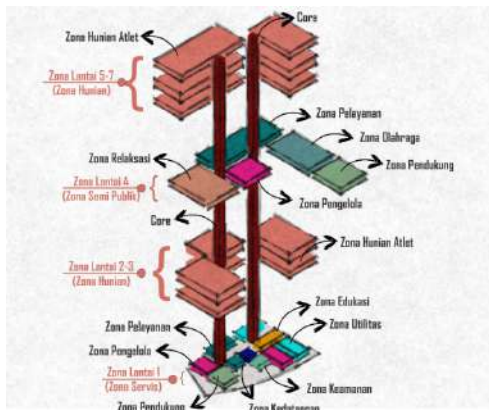 Core
Zona Hunian Atlet
Zona Lantai 5-7
(Zona Hunian)
Zona Pelayanan
Zona Olahraga
Zona Relaksasi
Zona Pendukung
Zona Lantai 4
(Zona Semi Publik)
Zona Pengelola
Core
Zona Hunian Atlet
Zona Lantai 2-3
(Zona Hunian)
Zona Edukasi
Zona Pelayanan
Zona Utilitas
Zona Pengelola
Zona Lantai 1
(Zona Servis)
Zona Keamanan
Zona Pendukung
Zona Kedatangan